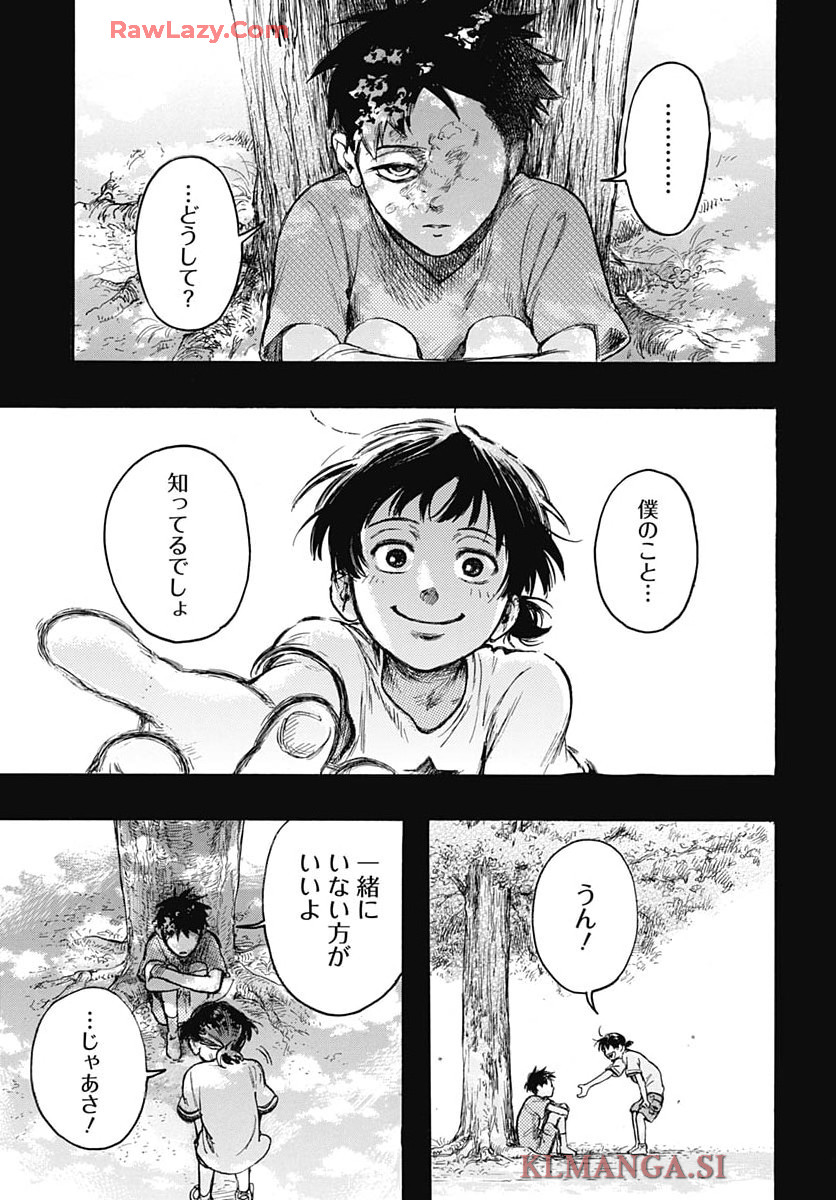 RawLazy.Com
………
…どうして?
僕のこと…
知ってるでしょ
うん!
一緒に
いない方が
いいよ
…じゃあさ!
KLMANGA.SI